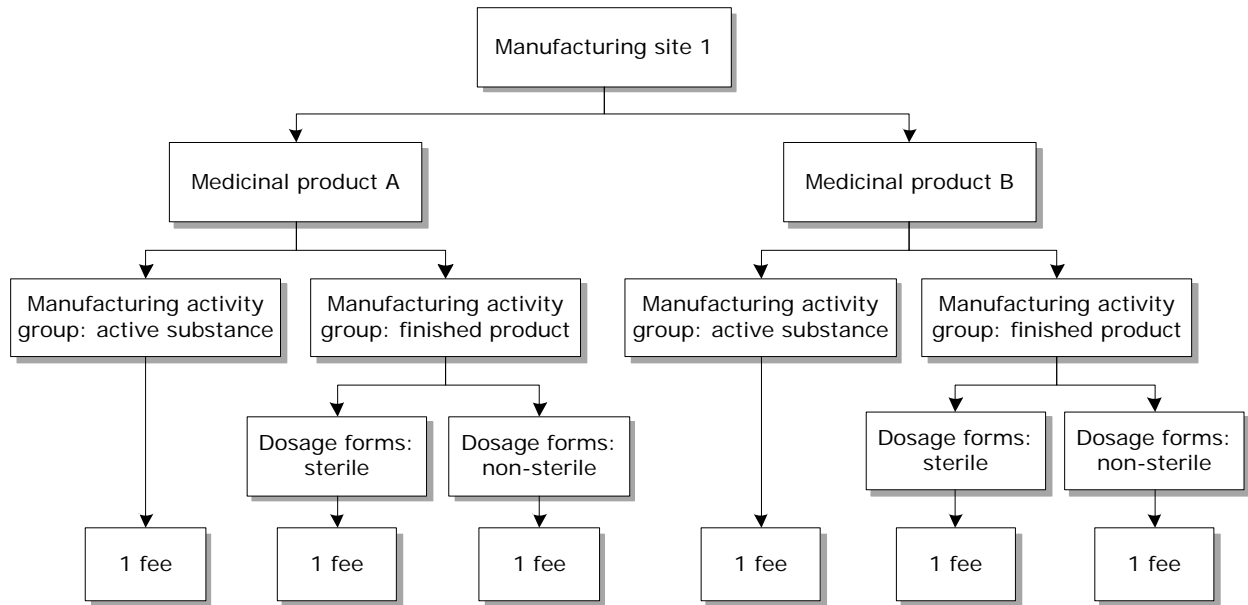 Manufacturing site 1
Medicinal product A
Medicinal product B
Manufacturing activity
group: active substance
Manufacturing activity
group: finished product
Manufacturing activity
group: active substance
Manufacturing activity
group: finished product
Dosage forms:
sterile
Dosage forms:
non-sterile
Dosage forms:
sterile
Dosage forms:
non-sterile
1 fee
1 fee
1 fee
1 fee
1 fee
1 fee